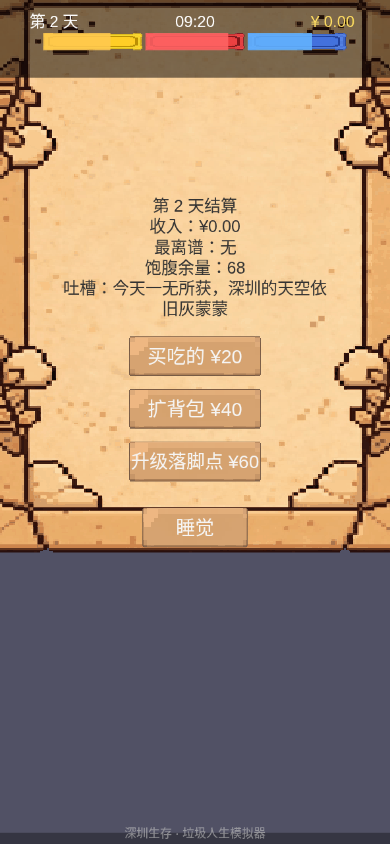 第 2 天
09:20
¥ 0.00
第 2 天结算
收入：¥0.00
最离谱：无
饱腹余量：68
吐槽：今天一无所获，深圳的天空依
旧灰蒙蒙
买吃的 ¥20
扩背包 ¥40
升级落脚点 ¥60
睡觉
深圳生存 · 垃圾人生模拟器